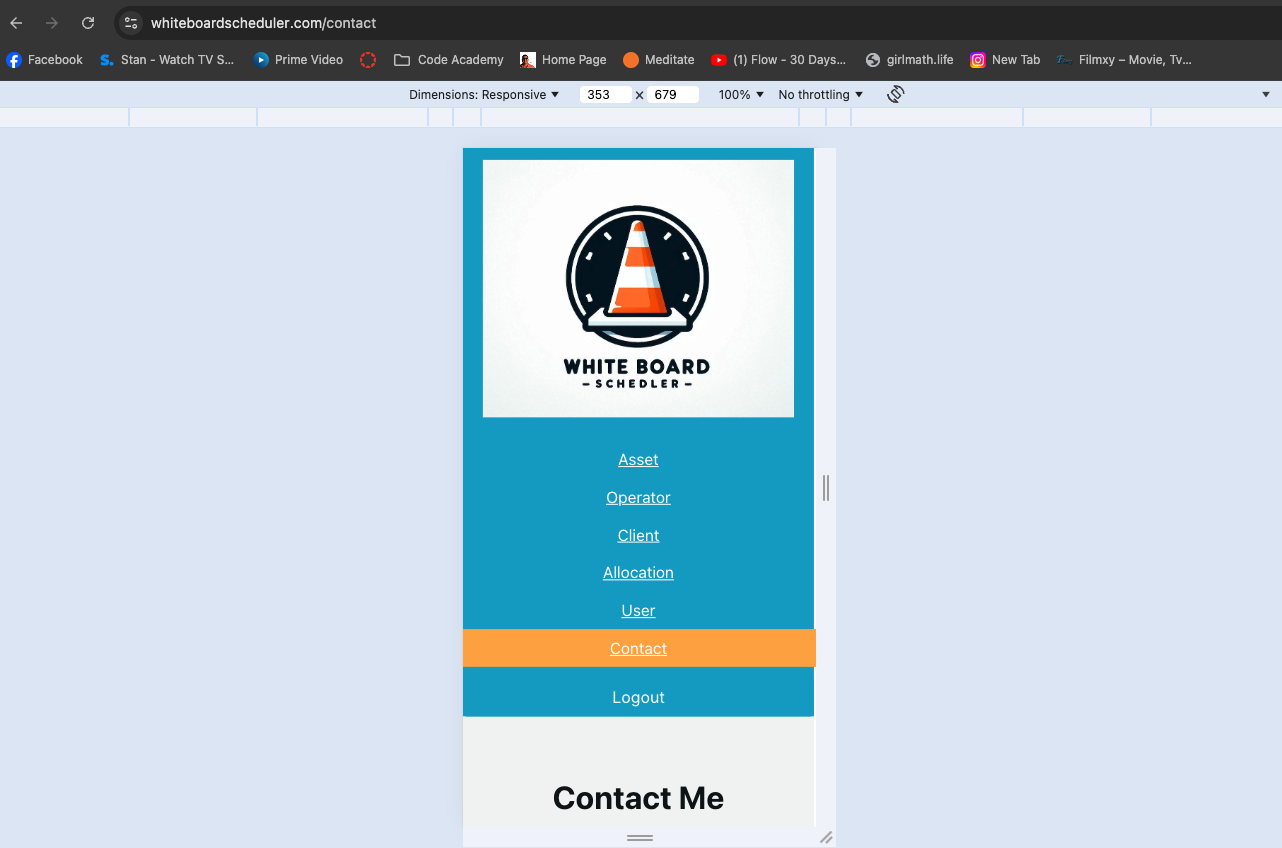 whiteboardscheduler.com/contact
Facebook Stan - Watch TV S... Prime Video Code Academy Home Page Meditate (1) Flow - 30 Days... girlmath.life New Tab Filmxy – Movie, Tv...
Dimensions: Responsive 353 × 679 100% No throttling
WHITE BOARD
– SCHEDLER –
Asset
Operator
Client
Allocation
User
Contact
Logout
Contact Me